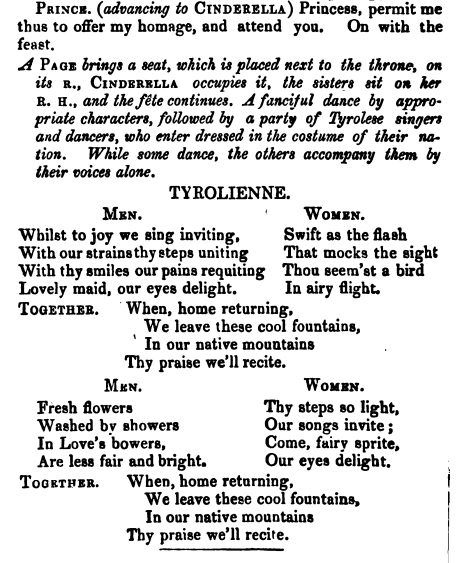 PRINCE. (advancing to CINDERELLA) Princess, permit me
thus to offer my homage, and attend you. On with the
feast.
A PAGE brings a seat, which is placed next to the throne, on
its R., CINDERELLA occupies it, the sisters sit on her
R. H., and the fête continues. A fanciful dance by appro-
priate characters, followed by a party of Tyrolese singers
and dancers, who enter dressed in the costume of their na-
tion. While some dance, the others accompany them by
their voices alone.
TYROLIENNE.
MEN.
Whilst to joy we sing inviting,
With our strains thy steps uniting
With thy smiles our pains requiting
Lovely maid, our eyes delight.
WOMEN.
Swift as the flash
That mocks the sight
Thou seem'st a bird
In airy flight.
TOGETHER. When, home returning,
We leave these cool fountains,
In our native mountains
Thy praise we'll recite.
MEN.
Fresh flowers
Washed by showers
In Love's bowers,
Are less fair and bright.
WOMEN.
Thy steps so light,
Our songs invite;
Come, fairy sprite,
Our eyes delight.
TOGETHER. When, home returning,
We leave these cool fountains,
In our native mountains
Thy praise we'll recite.